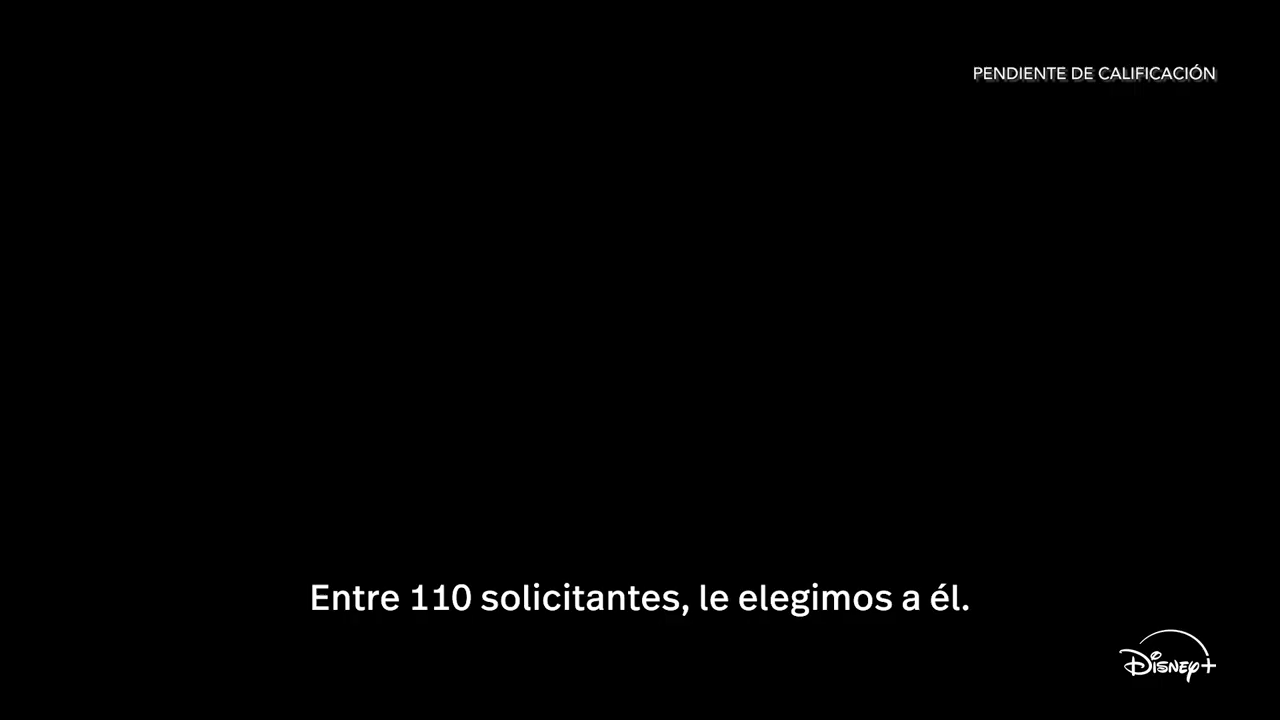 PENDIENTE DE CALIFICACIÓN
Entre 110 solicitantes, le elegimos a él.
Disney+